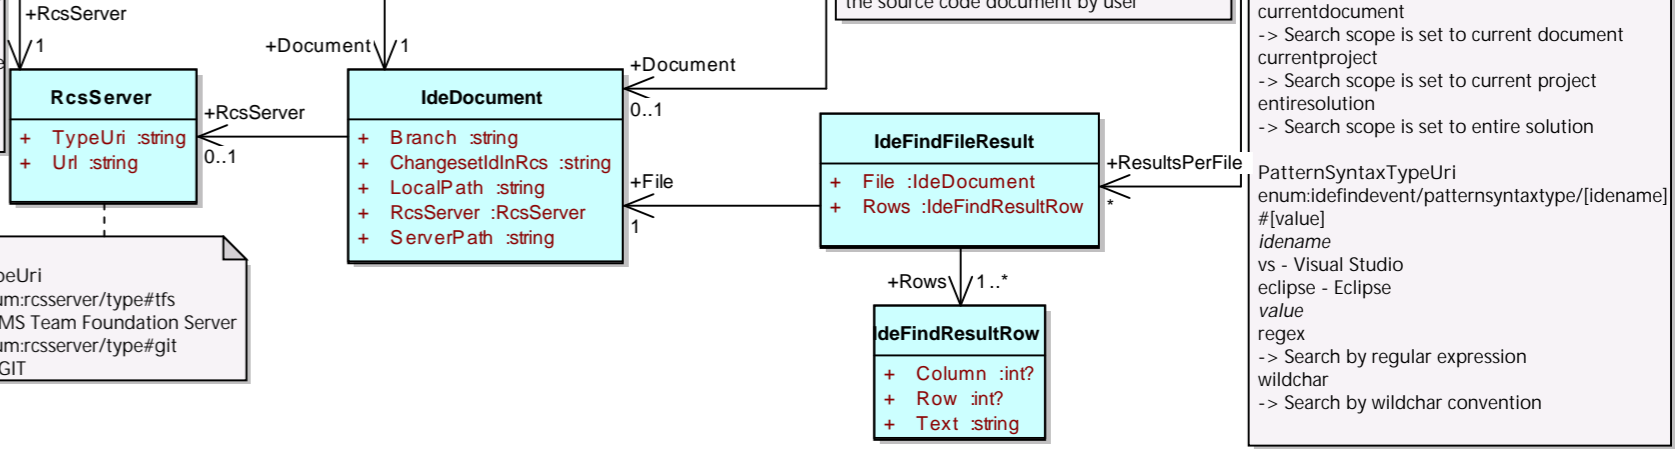 +RcsServer
1
RcsServer
+ TypeUri :string
+ Url :string
+RcsServer
0..1
peUri
um:rcsserver/type#tfs
MS Team Foundation Server
um:rcsserver/type#git
GIT
+Document
1
IdeDocument
+ Branch :string
+ ChangesetIdInRcs :string
+ LocalPath :string
+ RcsServer :RcsServer
+ ServerPath :string
+Document
0..1
+File
1
the source code document by user
IdeFindFileResult
+ File :IdeDocument
+ Rows :IdeFindResultRow
+ResultsPerFile
*
+Rows
1..*
IdeFindResultRow
+ Column :int?
+ Row :int?
+ Text :string
currentdocument
-> Search scope is set to current document
currentproject
-> Search scope is set to current project
entiresolution
-> Search scope is set to entire solution
PatternSyntaxTypeUri
enum:idefindevent/patternsyntaxtype/[idename]
#[value]
idename
vs - Visual Studio
eclipse - Eclipse
value
regex
-> Search by regular expression
wildchar
-> Search by wildchar convention